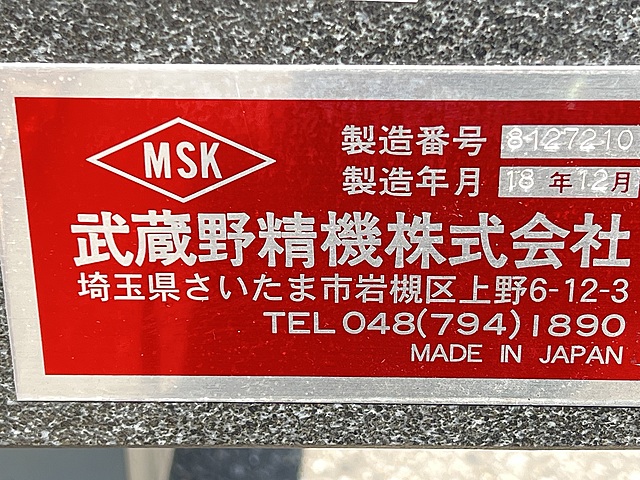 MSK
製造番号 8127210
製造年月 18年12月
武蔵野精機株式会社
埼玉県さいたま市岩槻区上野6-12-3
TEL 048(794)1890
MADE IN JAPAN